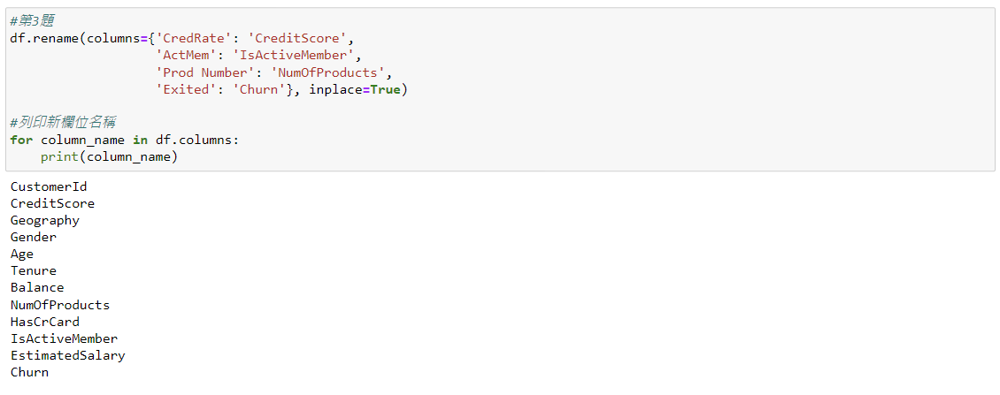 #第3題
df.rename(columns={'CredRate': 'CreditScore',
                   'ActMem': 'IsActiveMember',
                   'Prod Number': 'NumOfProducts',
                   'Exited': 'Churn'}, inplace=True)
#列印新欄位名稱
for column_name in df.columns:
    print(column_name)
CustomerId
CreditScore
Geography
Gender
Age
Tenure
Balance
NumOfProducts
HasCrCard
IsActiveMember
EstimatedSalary
Churn